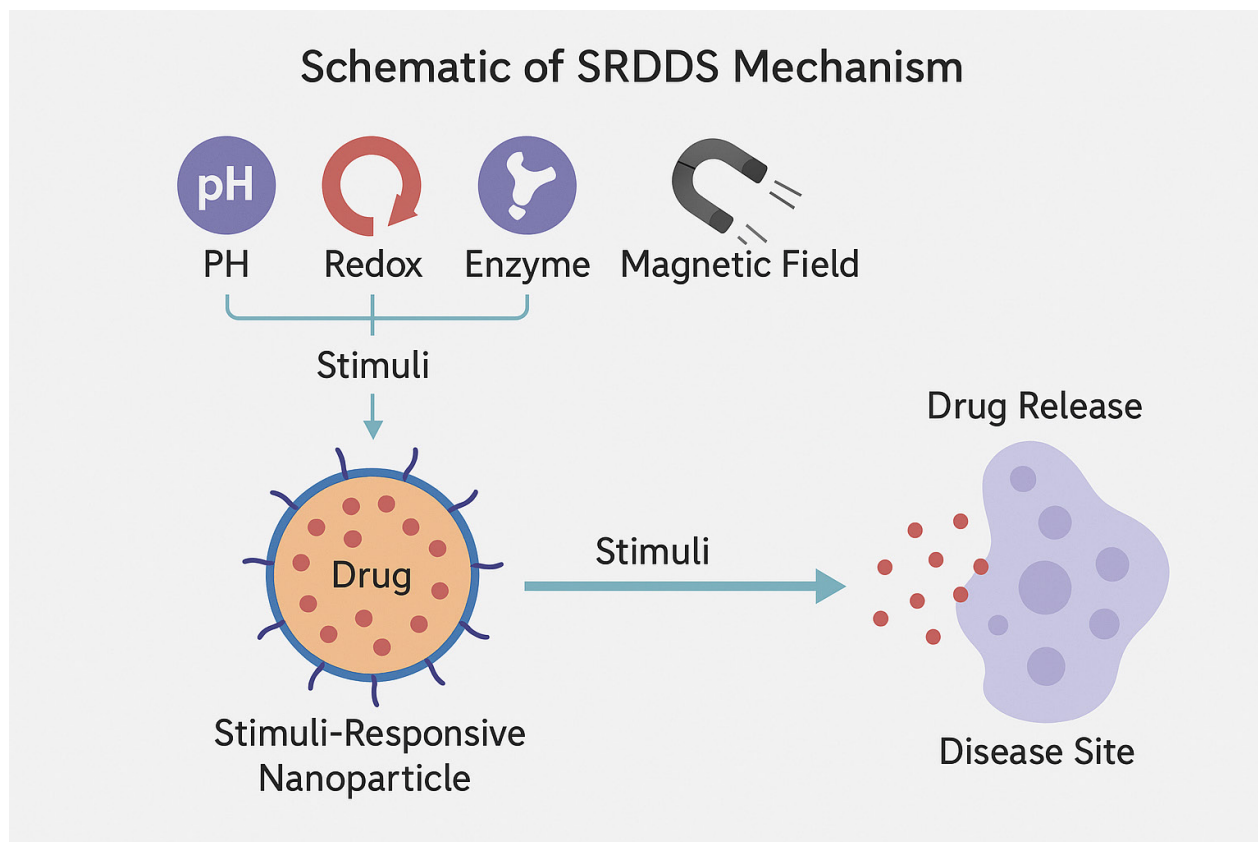 Schematic of SRDDS Mechanism
pH
PH
Redox
Enzyme
Magnetic Field
Stimuli
Drug
Stimuli-Responsive
Nanoparticle
Stimuli
Drug Release
Disease Site